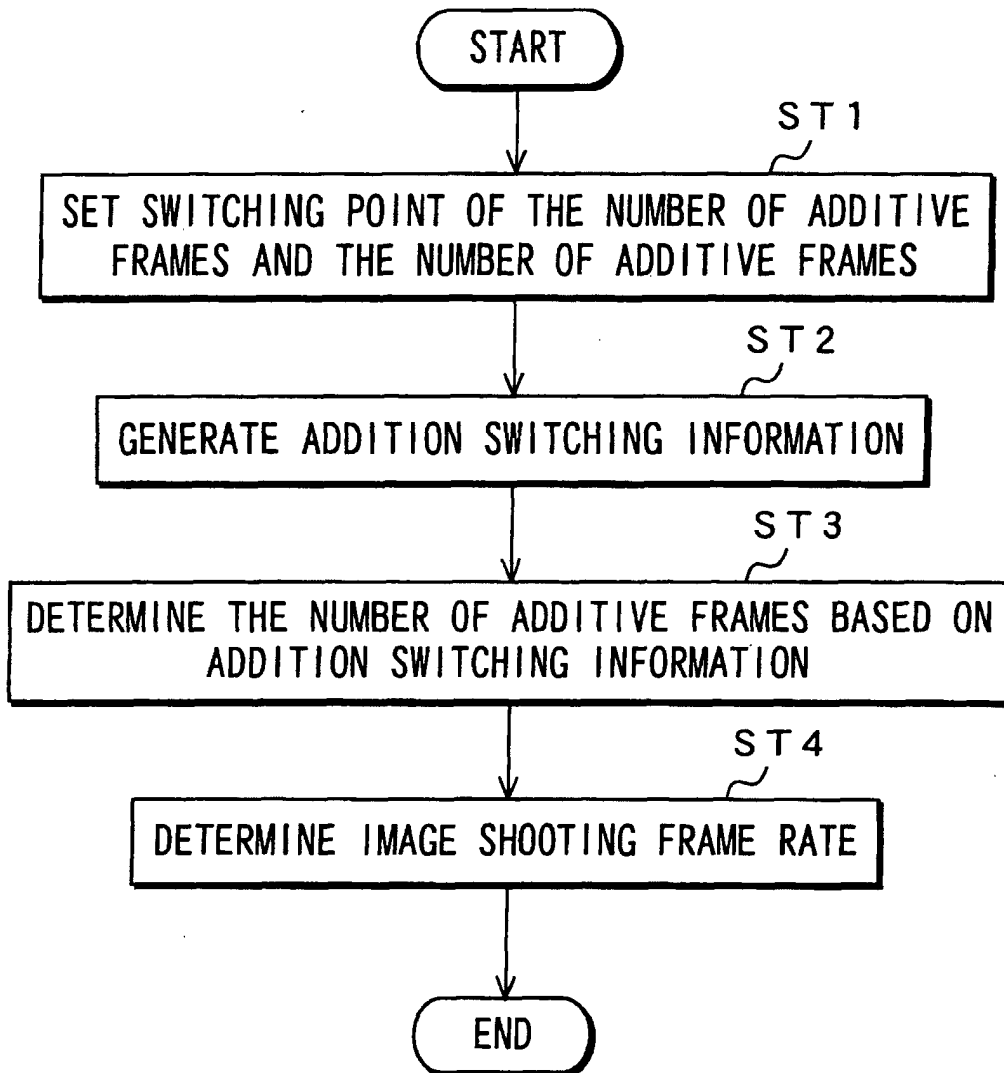 START
ST1
SET SWITCHING POINT OF THE NUMBER OF ADDITIVE
FRAMES AND THE NUMBER OF ADDITIVE FRAMES
ST2
GENERATE ADDITION SWITCHING INFORMATION
ST3
DETERMINE THE NUMBER OF ADDITIVE FRAMES BASED ON
ADDITION SWITCHING INFORMATION
ST4
DETERMINE IMAGE SHOOTING FRAME RATE
END